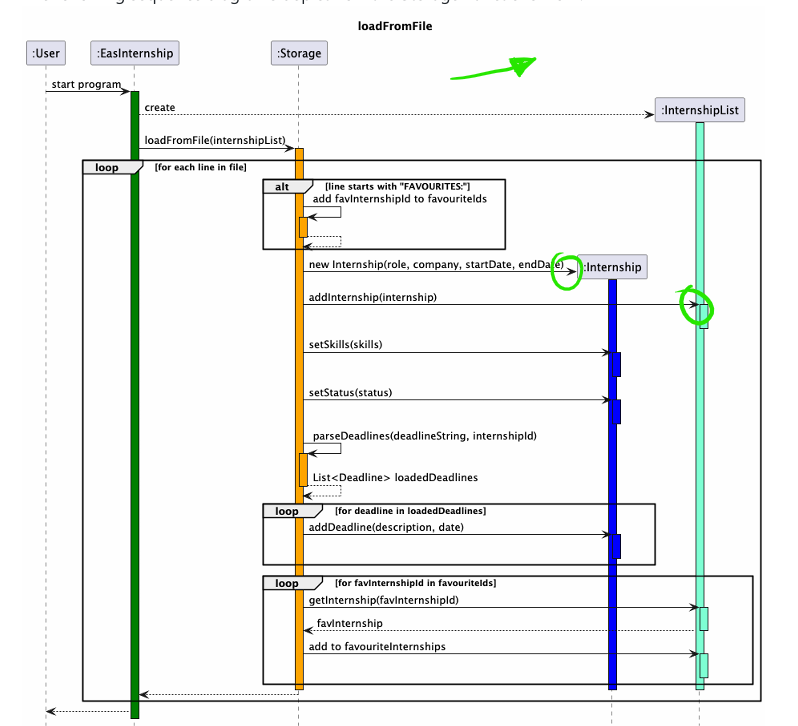 loadFromFile
:User
:EasInternship
:Storage
start program
:InternshipList
create
loadFromFile(internshipList)
loop
[for each line in file]
alt
[line starts with "FAVOURITES:"]
add favInternshipId to favouriteIds
new Internship(role, company, startDate, endDate)
:Internship
addInternship(internship)
setSkills(skills)
setStatus(status)
parseDeadlines(deadlineString, internshipId)
List<Deadline> loadedDeadlines
loop
[for deadline in loadedDeadlines]
addDeadline(description, date)
loop
[for favInternshipId in favouriteIds]
getInternship(favInternshipId)
favInternship
add to favouriteInternships